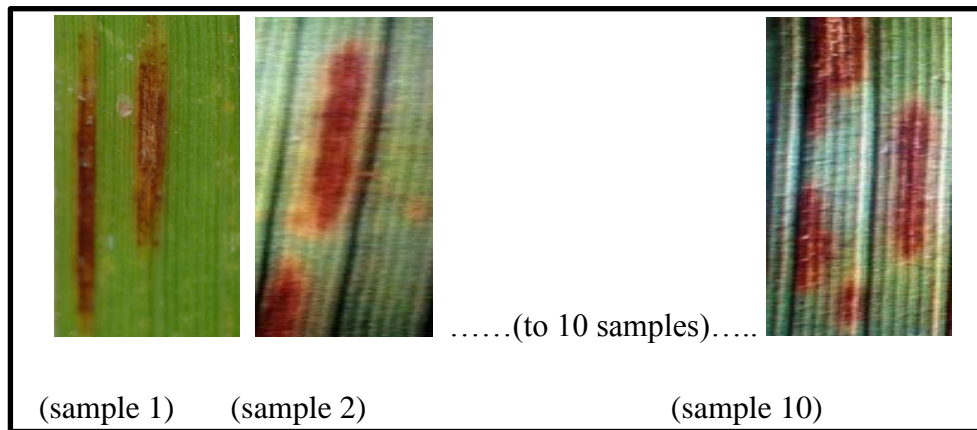 ……(to 10 samples)…..
(sample 1) (sample 2) (sample 10)